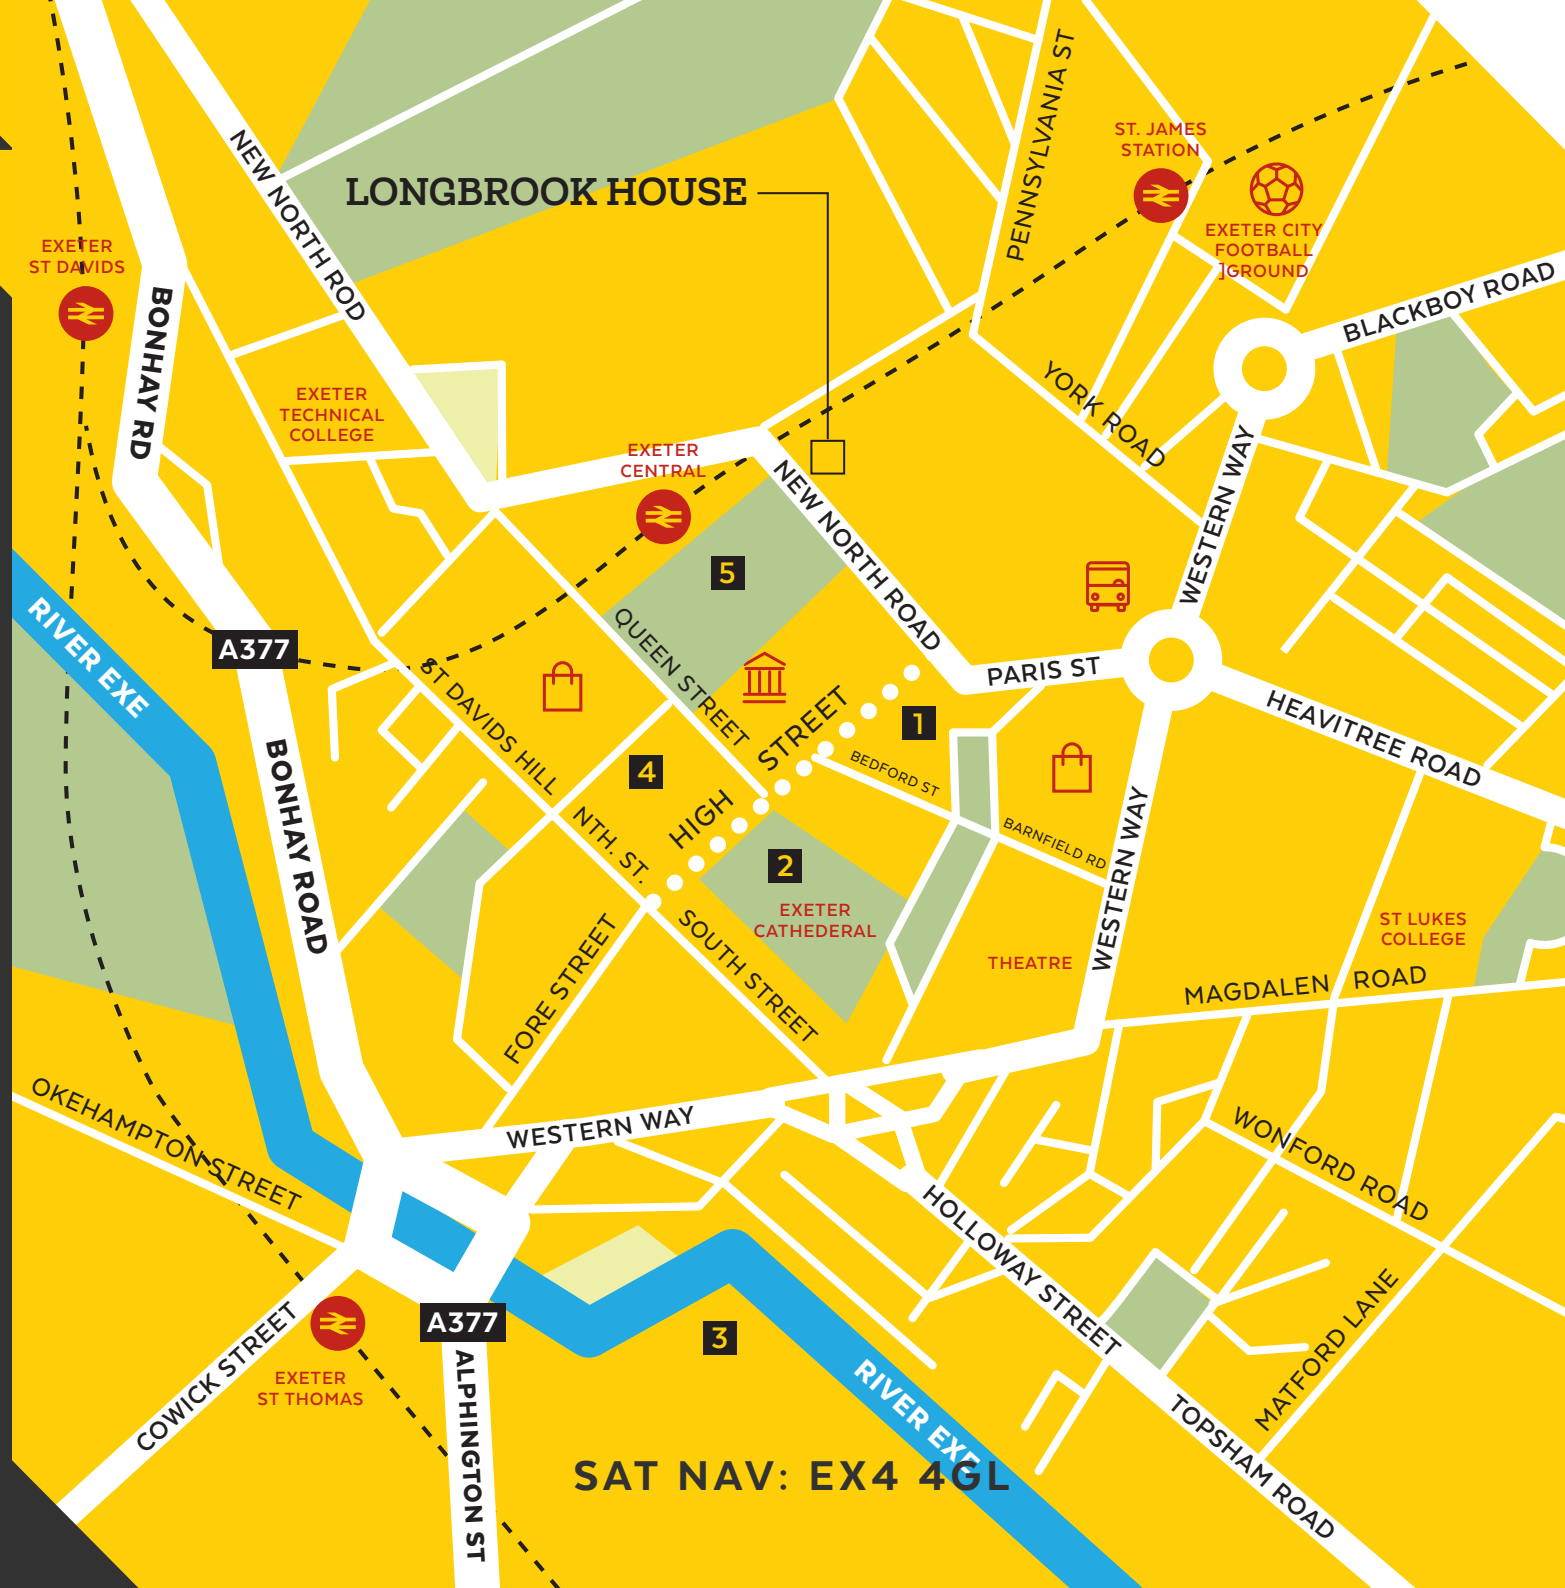 PENNSYLVANIA ST
ST. JAMES
STATION
NEW NORTH ROD
LONGBROOK HOUSE
EXETER CITY
FOOTBALL
]GROUND
EXETER
ST DAVIDS
BONHAY RD
BLACKBOY ROAD
EXETER
TECHNICAL
COLLEGE
YORK ROAD
EXETER
CENTRAL
NEW NORTH ROAD
WESTERN WAY
5
RIVER EXE
A377
QUEEN STREET
PARIS ST
ST DAVIDS HILL
HEAVITREE ROAD
1
HIGH STREET
BEDFORD ST
4
BONHAY ROAD
NTH. ST.
BARNFIELD RD
WESTERN WAY
2
EXETER
CATHEDERAL
ST LUKES
COLLEGE
THEATRE
FORE STREET
SOUTH STREET
MAGDALEN ROAD
OKEHAMPTON STREET
WESTERN WAY
WONFORD ROAD
HOLLOWAY STREET
MATFORD LANE
A377
3
COWICK STREET
EXETER
ST THOMAS
ALPHINGTON ST
RIVER EXE
TOPSHAM ROAD
SAT NAV: EX4 4GL